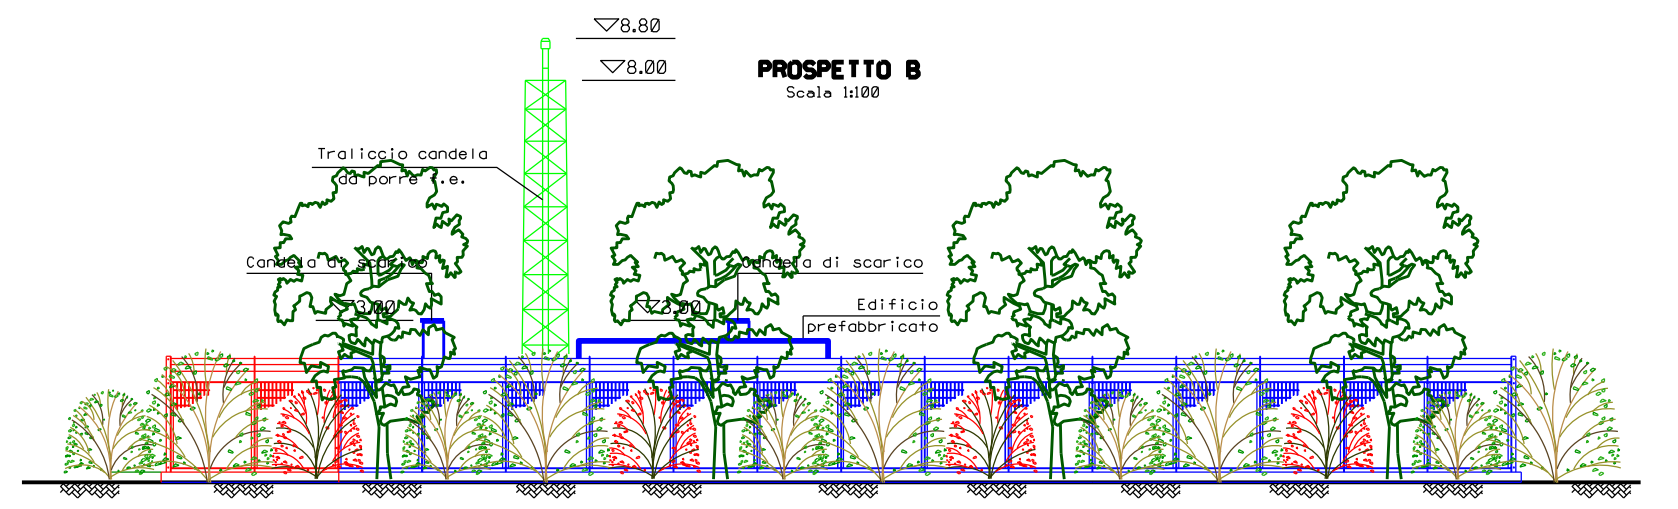 8.80
8.00
PROSPETTO B
Scala 1:100
Traliccio candela
da porre f.e.
Candela di scarico
Candela di scarico
3.00
3.00
Edificio
prefabbricato